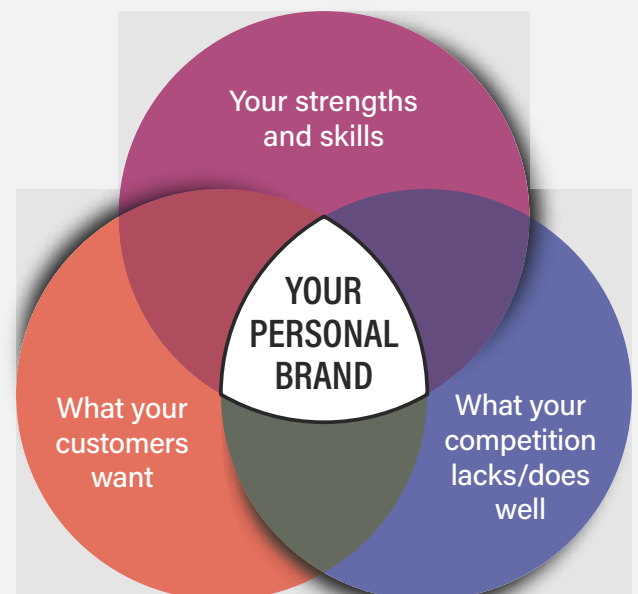 Your strengths
and skills
YOUR
PERSONAL
BRAND
What your
customers
want
What your
competition
lacks/does
well